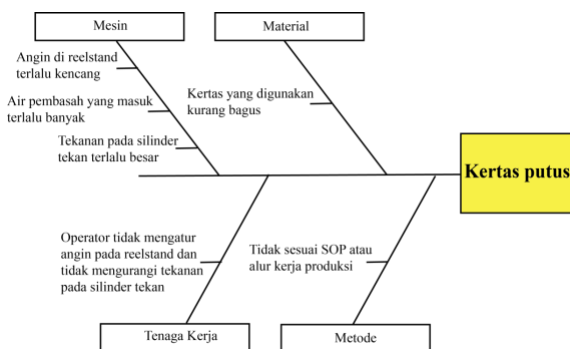 Mesin
Material
Angin di reelstand
terlalu kencang
Air pembasah yang masuk
terlalu banyak
Tekanan pada silinder
tekan terlalu besar
Kertas yang digunakan
kurang bagus
Kertas putus
Operator tidak mengatur
angin pada reelstand dan
tidak mengurangi tekanan
pada silinder tekan
Tidak sesuai SOP atau
alur kerja produksi
Tenaga Kerja
Metode